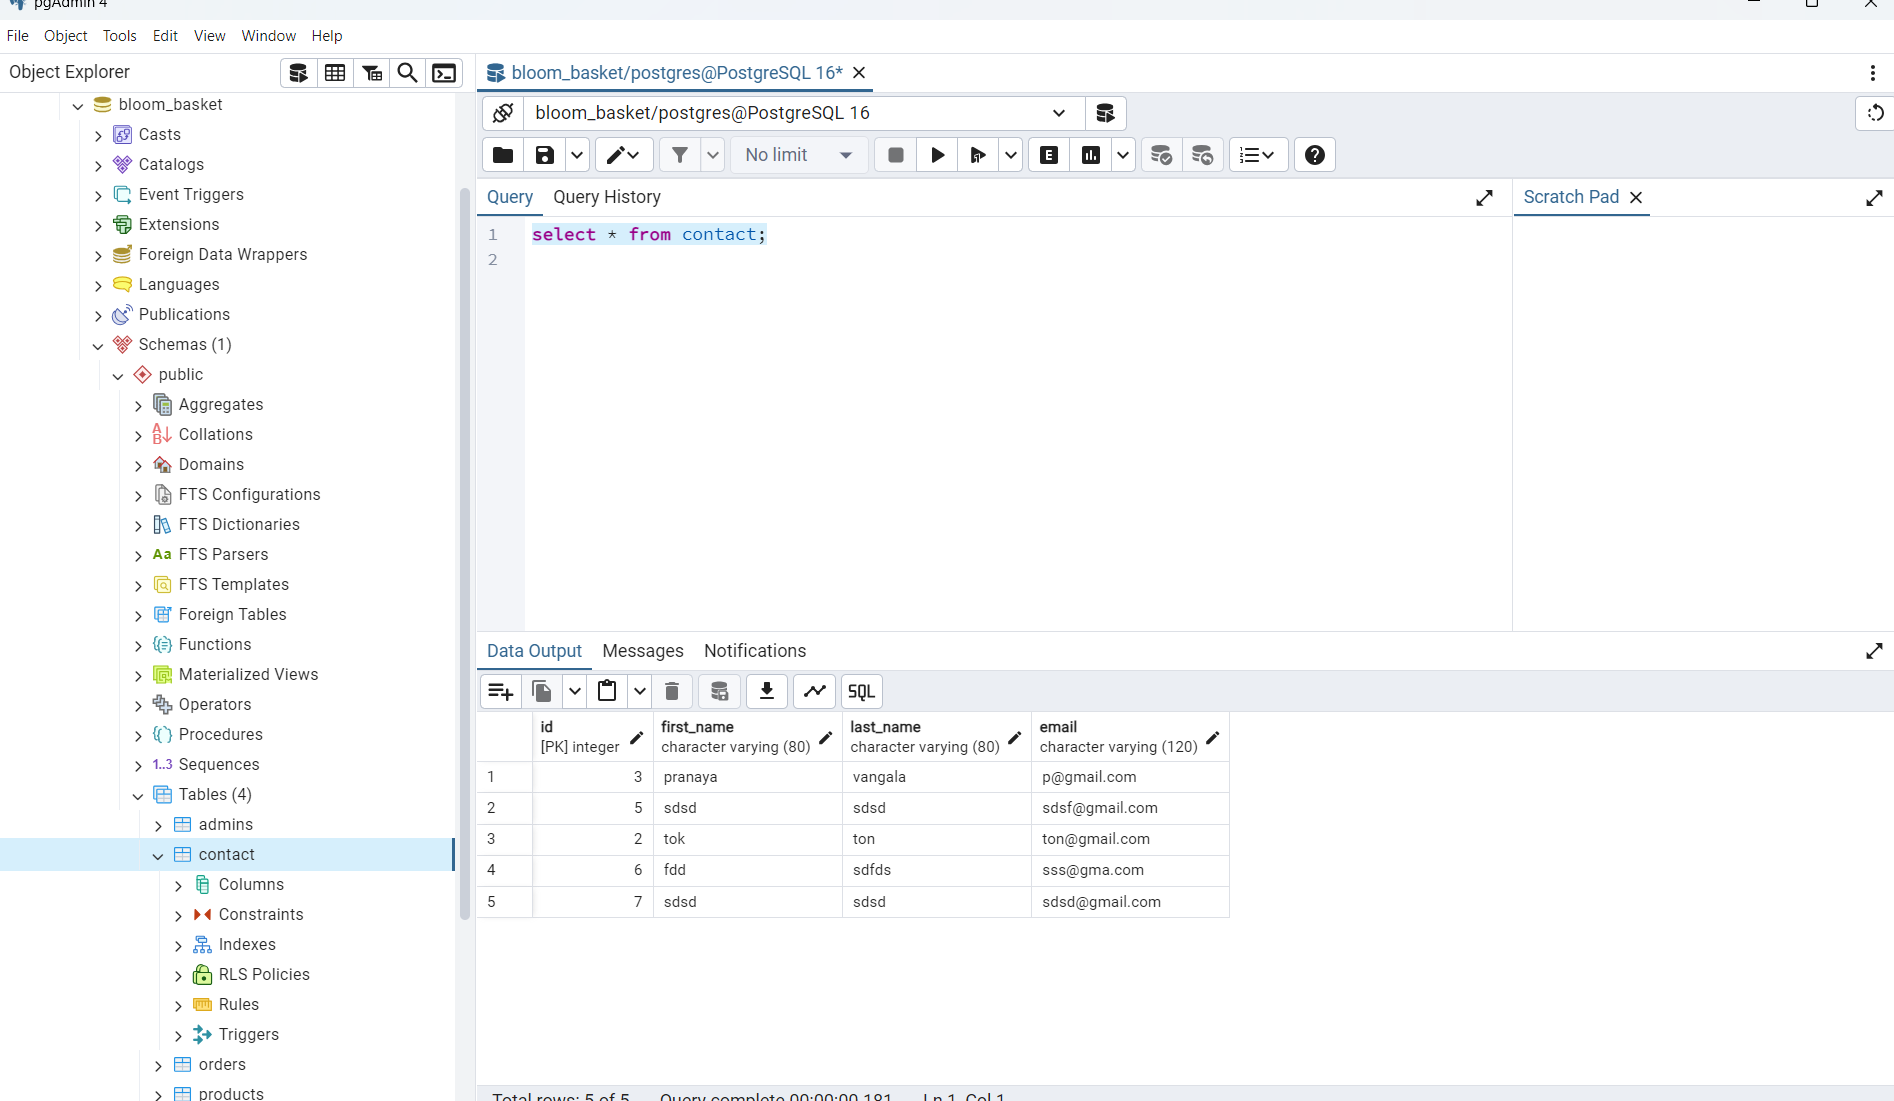 pgAdmin 4
File Object Tools Edit View Window Help
Object Explorer
bloom_basket
Casts
Catalogs
Event Triggers
Extensions
Foreign Data Wrappers
Languages
Publications
Schemas (1)
public
Aggregates
Collations
Domains
FTS Configurations
FTS Dictionaries
Aa FTS Parsers
FTS Templates
Foreign Tables
Functions
Materialized Views
Operators
Procedures
1..3 Sequences
Tables (4)
admins
contact
Columns
Constraints
Indexes
RLS Policies
Rules
Triggers
orders
products
bloom_basket/postgres@PostgreSQL 16*
bloom_basket/postgres@PostgreSQL 16
No limit
E
Query Query History
Scratch Pad
1 select * from contact;
2
Data Output Messages Notifications
SQL
id first_name last_name email
[PK] integer character varying (80) character varying (80) character varying (120)
1 3 pranaya vangala p@gmail.com
2 5 sdsd sdsd sdsf@gmail.com
3 2 tok ton ton@gmail.com
4 6 fdd sdfds sss@gma.com
5 7 sdsd sdsd sdsd@gmail.com
Total rows: 5 of 5 Query complete 00:00:00.181 Ln 1, Col 1